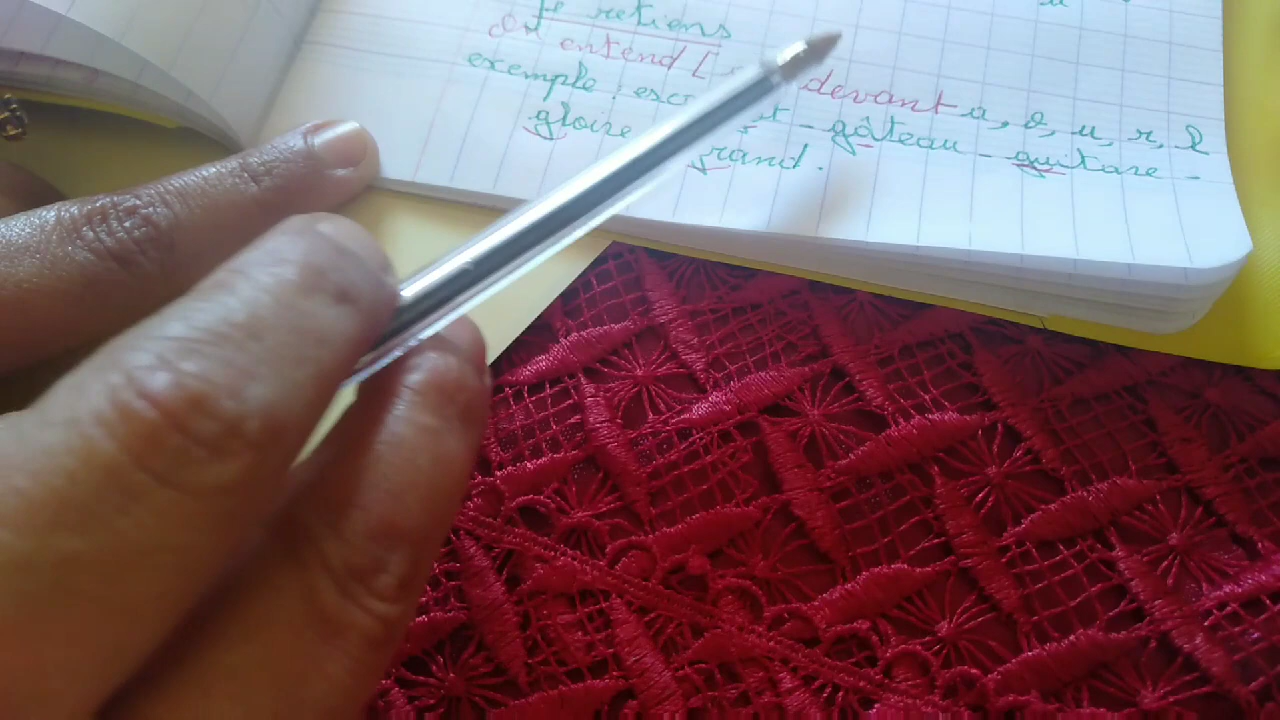 Je retiens
On entend [ devant a, o, u, r, l
exemple : - gâteau - guitare -
gloire grand.